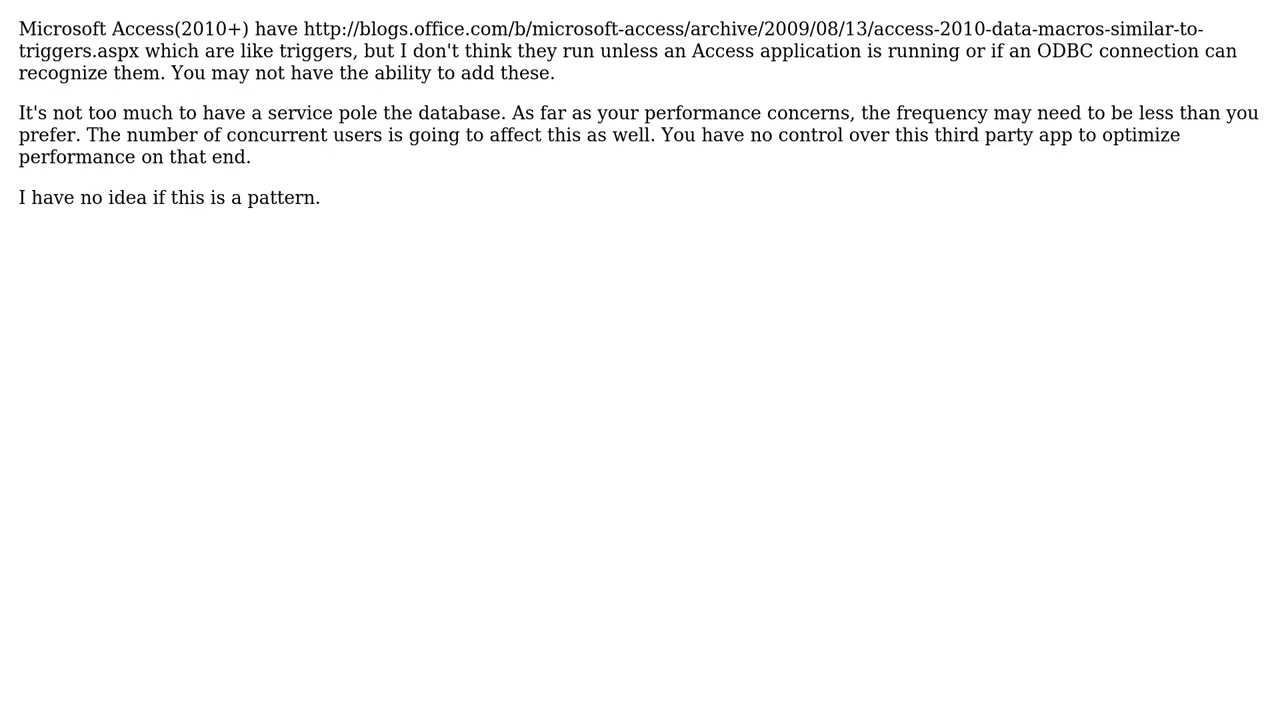 Microsoft Access(2010+) have http://blogs.office.com/b/microsoft-access/archive/2009/08/13/access-2010-data-macros-similar-to-
triggers.aspx which are like triggers, but I don't think they run unless an Access application is running or if an ODBC connection can
recognize them. You may not have the ability to add these.
It's not too much to have a service pole the database. As far as your performance concerns, the frequency may need to be less than you
prefer. The number of concurrent users is going to affect this as well. You have no control over this third party app to optimize
performance on that end.
I have no idea if this is a pattern.